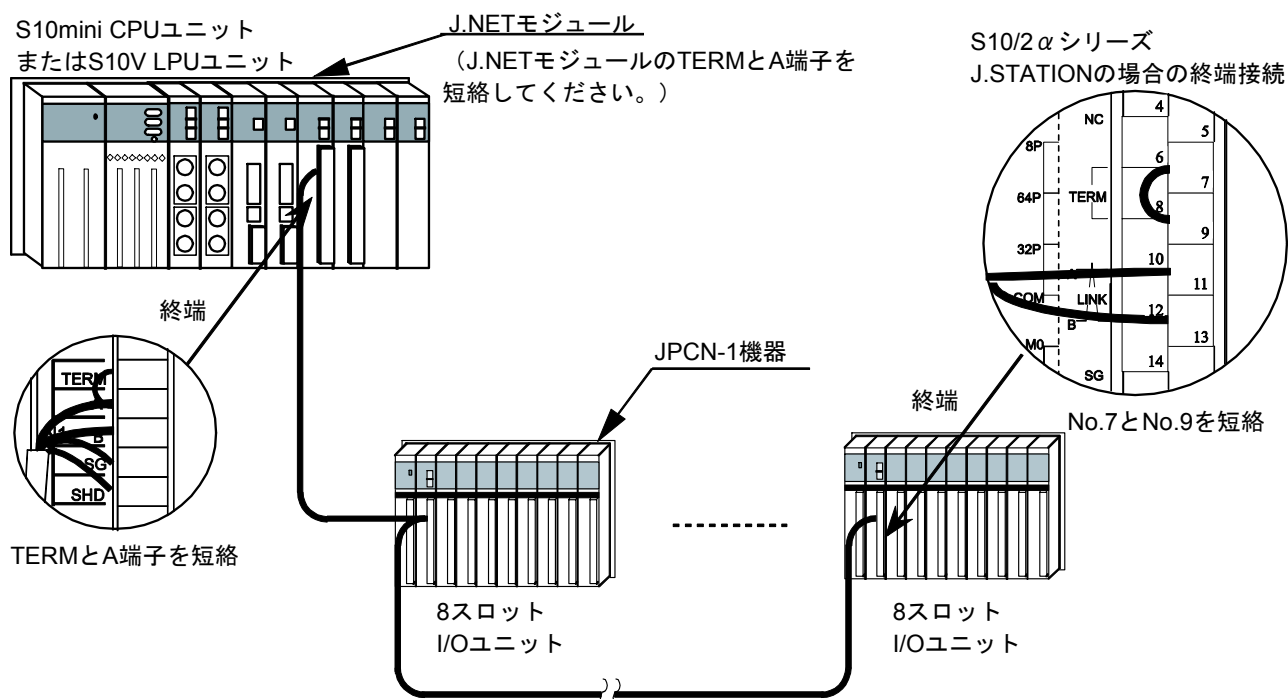 S10mini CPUユニット
またはS10V LPUユニット
J.NETモジュール
（J.NETモジュールのTERMとA端子を
短絡してください。）
S10/2αシリーズ
J.STATIONの場合の終端接続
NC
8P
64P
TERM
32P
COM
LINK
B
M0
SG
4
5
6
7
8
9
10
11
12
13
14
No.7とNo.9を短絡
終端
終端
TERM
B
SG
SHD
TERMとA端子を短絡
JPCN-1機器
8スロット
I/Oユニット
8スロット
I/Oユニット